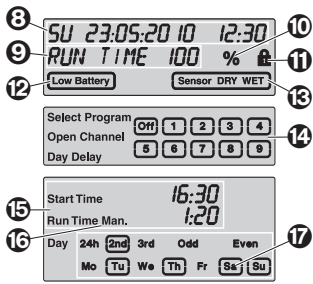 8 SU 23:05:2010 12:30 10
9 RUN TIME 100 % 11
12 Low Battery Sensor DRY WET 13
Select Program Off 1 2 3 4
Open Channel 14
Day Delay 5 6 7 8 9
15 Start Time 16:30
16 Run Time Man. 1:20
Day 24h 2nd 3rd Odd Even 17
Mo Tu We Th Fr Sa Su